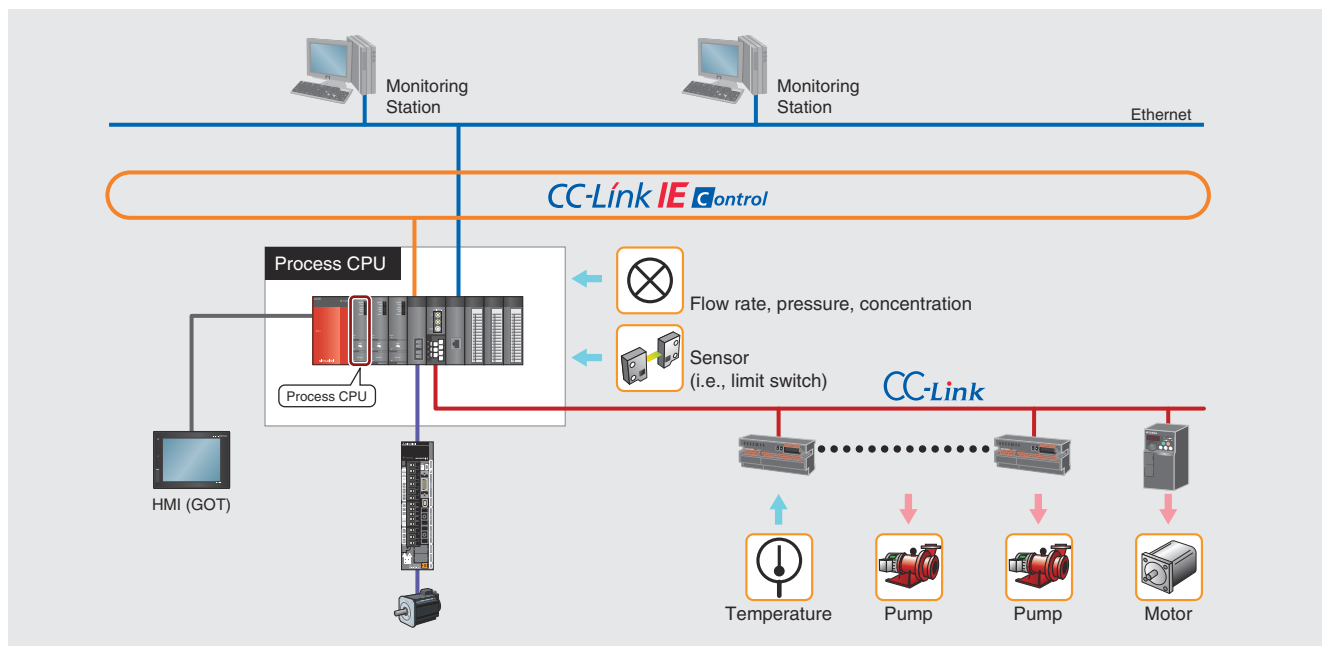 Monitoring
Station
Monitoring
Station
Ethernet
CC-Link IE Control
Process CPU
Flow rate, pressure, concentration
Sensor
(i.e., limit switch)
Process CPU
CC-Link
HMI (GOT)
Temperature
Pump
Pump
Motor